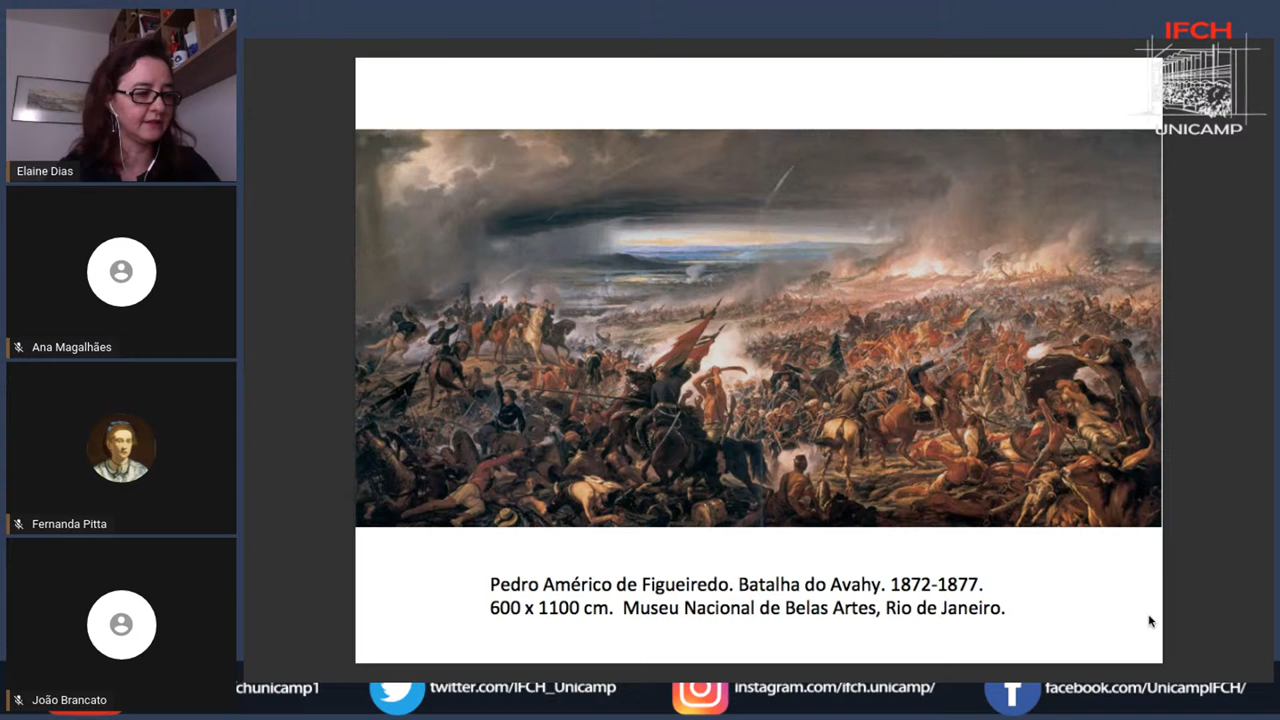 IFCH
UNICAMP
Elaine Dias
Ana Magalhães
Fernanda Pitta
João Brancato
Pedro Américo de Figueiredo. Batalha do Avahy. 1872-1877.
600 x 1100 cm. Museu Nacional de Belas Artes, Rio de Janeiro.
chunicamp1
twitter.com/IFCH_Unicamp
instagram.com/ifch.unicamp/
facebook.com/UnicampIFCH/